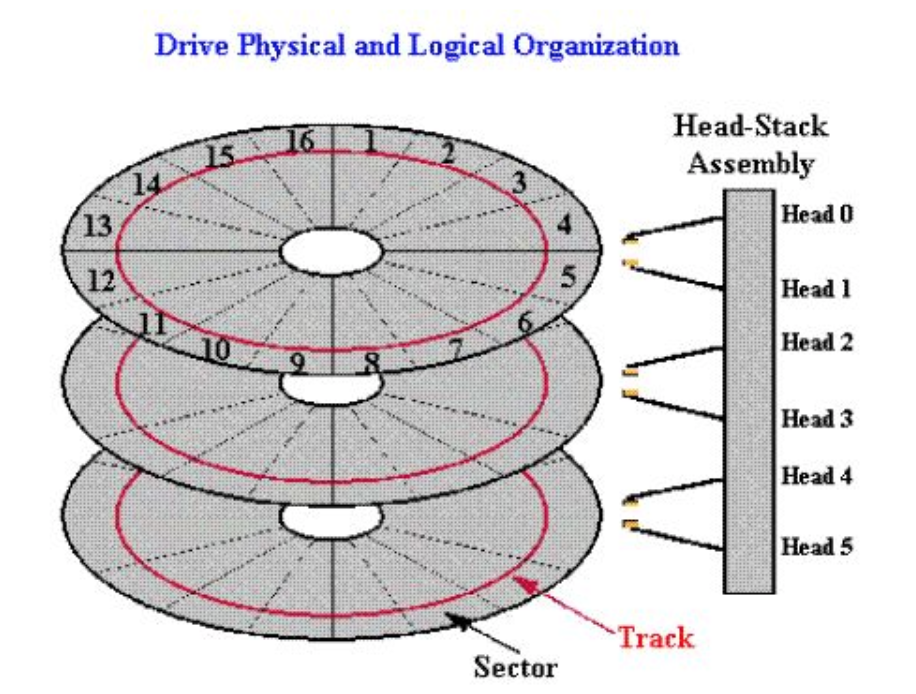 Drive Physical and Logical Organization
Head-Stack
Assembly
16 1
15 2
14 3
13 4
12 5
11 6
10 7
9 8
Head 0
Head 1
Head 2
Head 3
Head 4
Head 5
Track
Sector